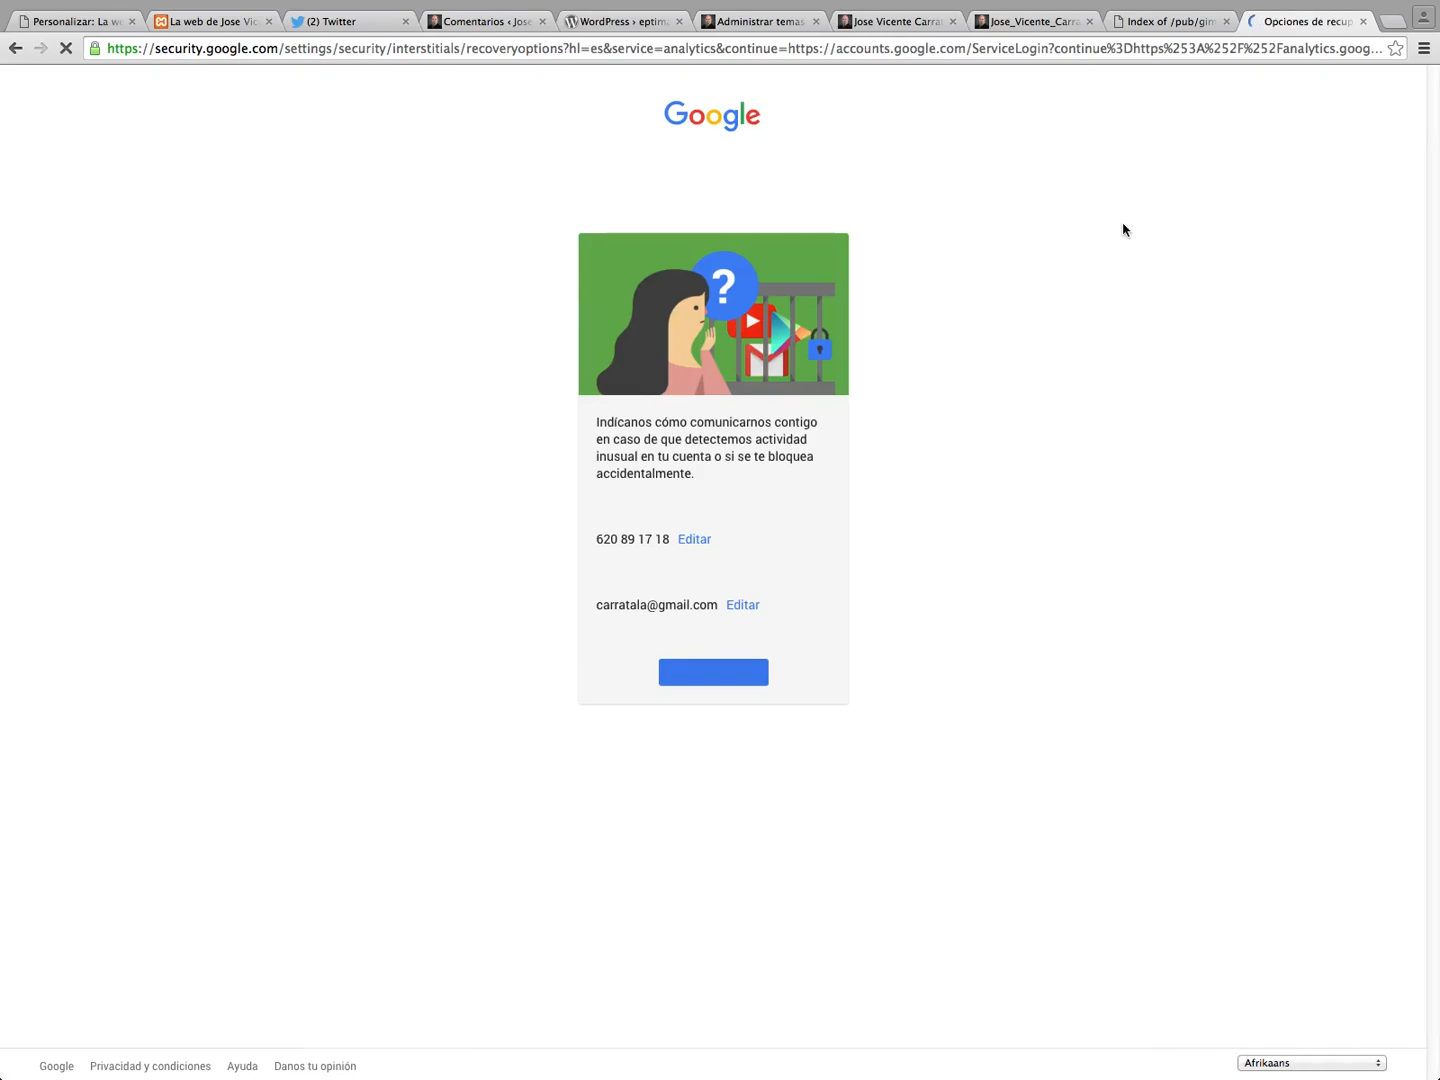 Personalizar: La we
La web de Jose Vic
(2) Twitter
Comentarios ‹ Jose
WordPress › eptima
Administrar temas
Jose Vicente Carrat
Jose_Vicente_Carra
Index of /pub/gim
Opciones de recup
https://security.google.com/settings/security/interstitials/recoveryoptions?hl=es&service=analytics&continue=https://accounts.google.com/ServiceLogin?continue%3Dhttps%253A%252F%252Fanalytics.goog...
Google
?
Indícanos cómo comunicarnos contigo
en caso de que detectemos actividad
inusual en tu cuenta o si se te bloquea
accidentalmente.
620 89 17 18 Editar
carratala@gmail.com Editar
Google Privacidad y condiciones Ayuda Danos tu opinión
Afrikaans